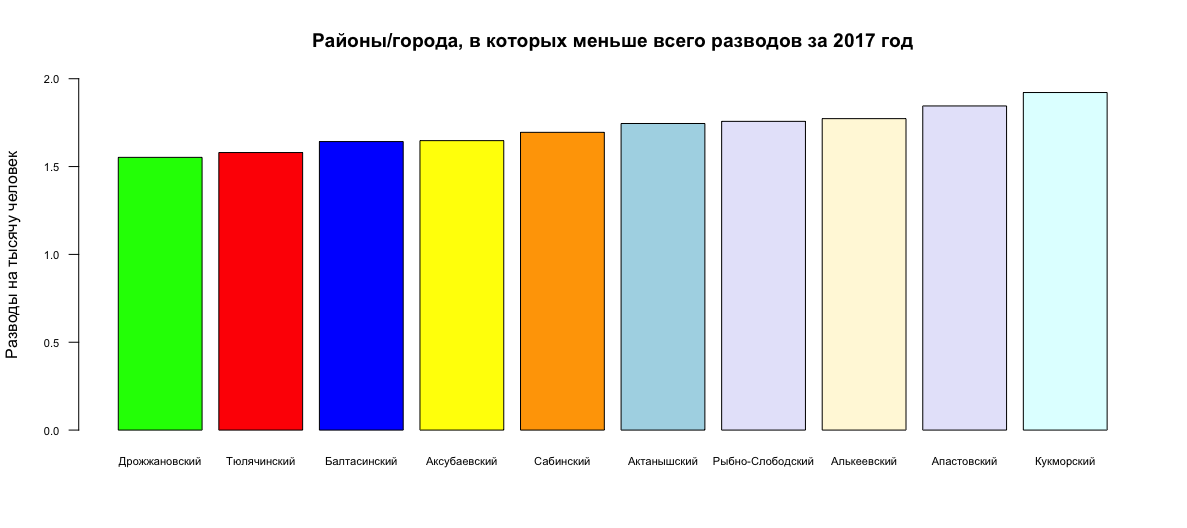 Районы/города, в которых меньше всего разводов за 2017 год
Разводы на тысячу человек
2.0
1.5
1.0
0.5
0.0
Дрожжановский Тюлячинский Балтасинский Аксубаевский Сабинский Актанышский Рыбно-Слободский Алькеевский Апастовский Кукморский